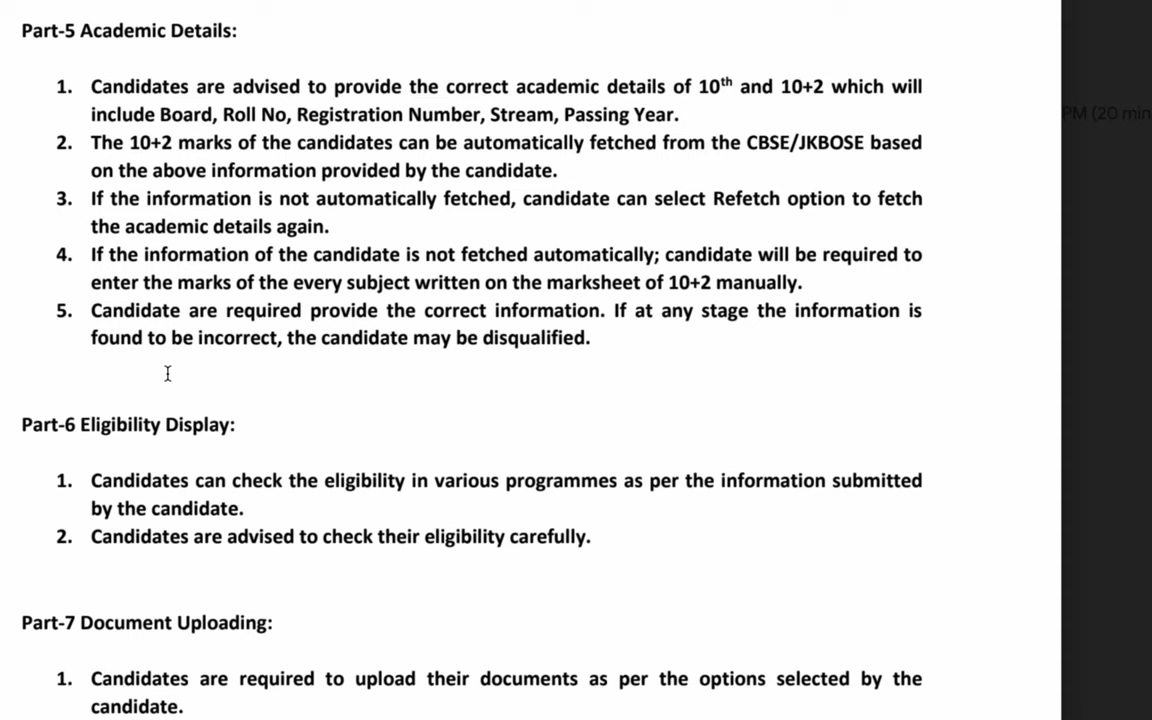 Part-5 Academic Details:
1. Candidates are advised to provide the correct academic details of 10th and 10+2 which will
include Board, Roll No, Registration Number, Stream, Passing Year.
2. The 10+2 marks of the candidates can be automatically fetched from the CBSE/JKBOSE based
on the above information provided by the candidate.
3. If the information is not automatically fetched, candidate can select Refetch option to fetch
the academic details again.
4. If the information of the candidate is not fetched automatically; candidate will be required to
enter the marks of the every subject written on the marksheet of 10+2 manually.
5. Candidate are required provide the correct information. If at any stage the information is
found to be incorrect, the candidate may be disqualified.
Part-6 Eligibility Display:
1. Candidates can check the eligibility in various programmes as per the information submitted
by the candidate.
2. Candidates are advised to check their eligibility carefully.
Part-7 Document Uploading:
1. Candidates are required to upload their documents as per the options selected by the
candidate.
PM (20 min